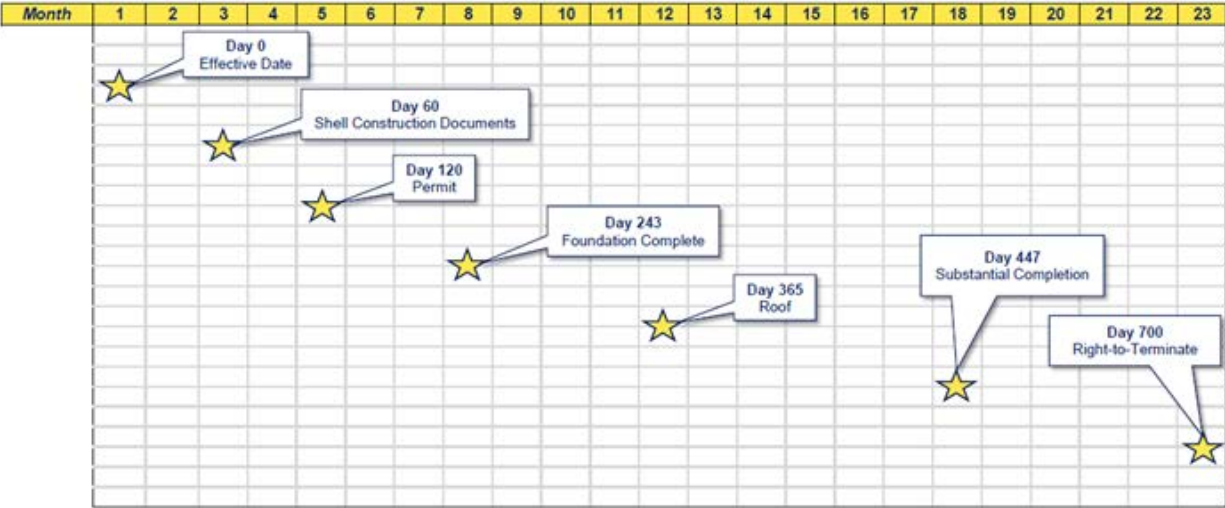 Month 1 2 3 4 5 6 7 8 9 10 11 12 13 14 15 16 17 18 19 20 21 22 23
Day 0
Effective Date
Day 60
Shell Construction Documents
Day 120
Permit
Day 243
Foundation Complete
Day 447
Substantial Completion
Day 365
Roof
Day 700
Right-to-Terminate